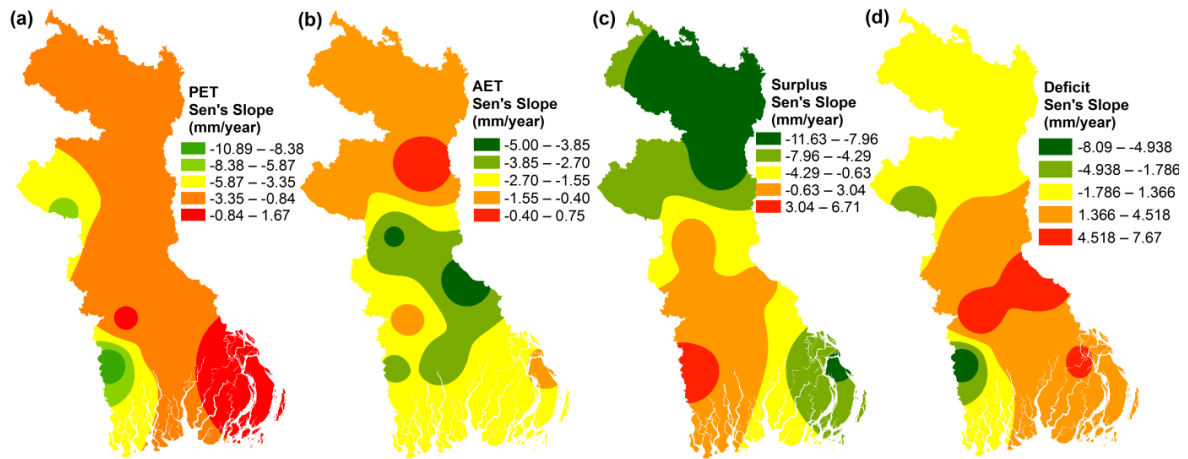 (a)
PET
Sen's Slope
(mm/year)
-10.89 – -8.38
-8.38 – -5.87
-5.87 – -3.35
-3.35 – -0.84
-0.84 – 1.67
(b)
AET
Sen's Slope
(mm/year)
-5.00 – -3.85
-3.85 – -2.70
-2.70 – -1.55
-1.55 – -0.40
-0.40 – 0.75
(c)
Surplus
Sen's Slope
(mm/year)
-11.63 – -7.96
-7.96 – -4.29
-4.29 – -0.63
-0.63 – 3.04
3.04 – 6.71
(d)
Deficit
Sen's Slope
(mm/year)
-8.09 – -4.938
-4.938 – -1.786
-1.786 – 1.366
1.366 – 4.518
4.518 – 7.67